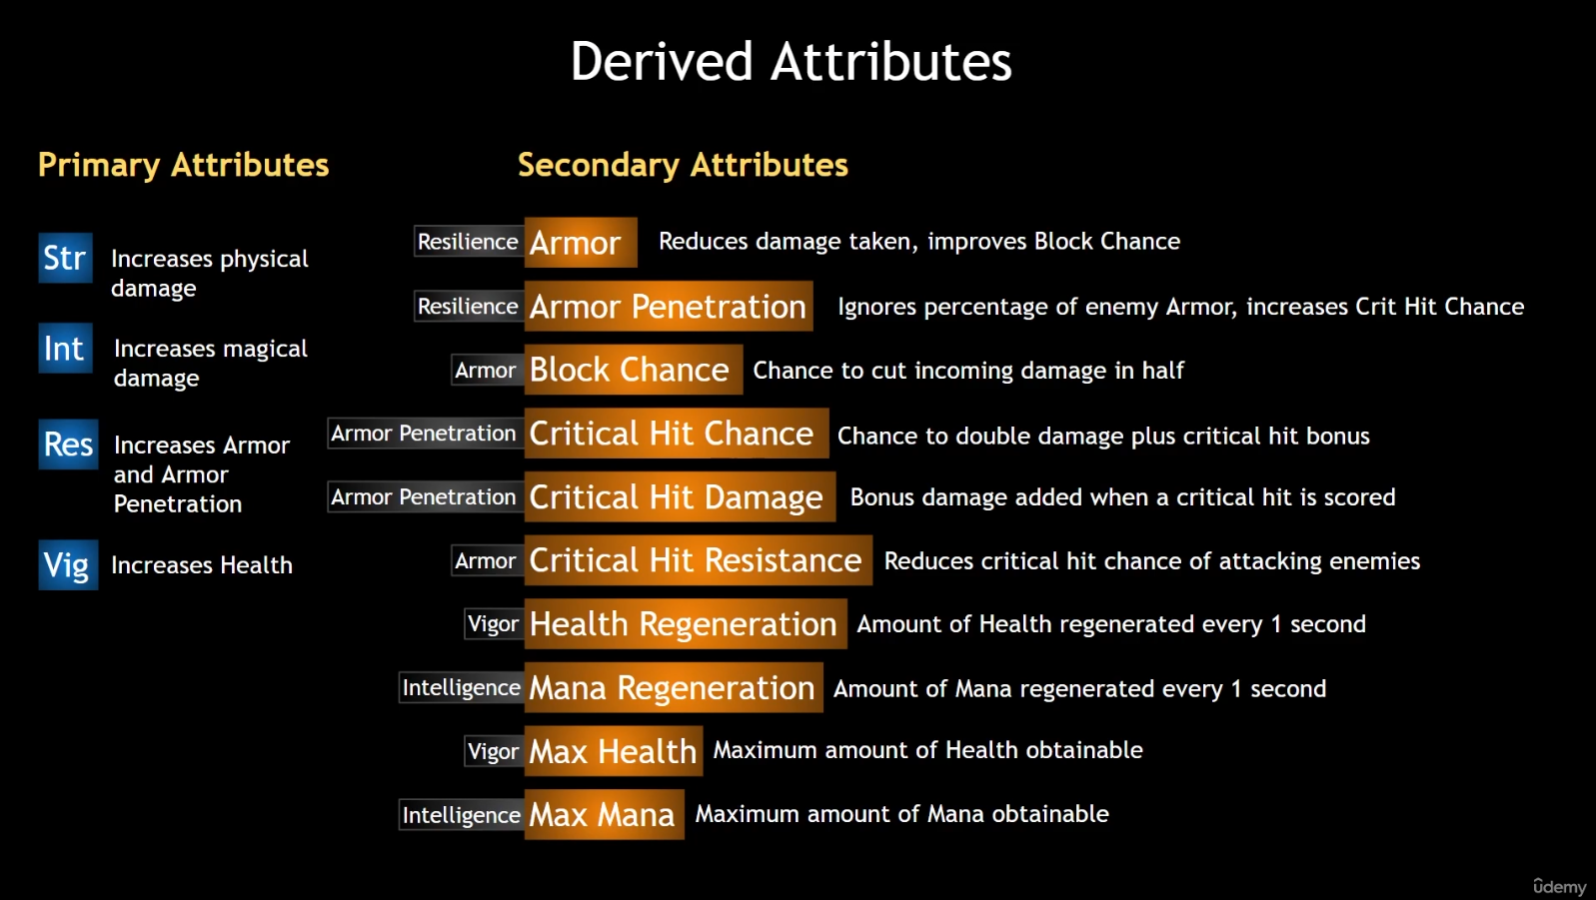 Derived Attributes
Primary Attributes
Str
Increases physical
damage
Int
Increases magical
damage
Res
Increases Armor
and Armor
Penetration
Vig
Increases Health
Secondary Attributes
Resilience Armor Reduces damage taken, improves Block Chance
Resilience Armor Penetration Ignores percentage of enemy Armor, increases Crit Hit Chance
Armor Block Chance Chance to cut incoming damage in half
Armor Penetration Critical Hit Chance Chance to double damage plus critical hit bonus
Armor Penetration Critical Hit Damage Bonus damage added when a critical hit is scored
Armor Critical Hit Resistance Reduces critical hit chance of attacking enemies
Vigor Health Regeneration Amount of Health regenerated every 1 second
Intelligence Mana Regeneration Amount of Mana regenerated every 1 second
Vigor Max Health Maximum amount of Health obtainable
Intelligence Max Mana Maximum amount of Mana obtainable
udemy